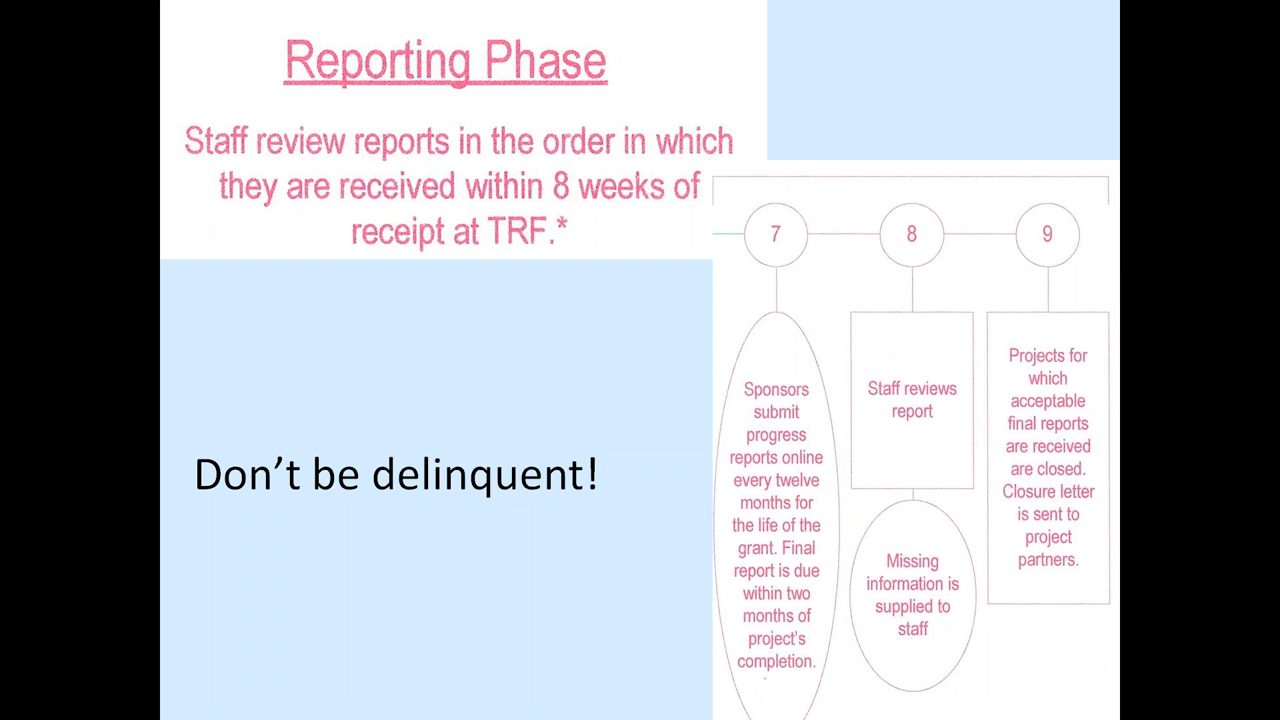 Reporting Phase
Staff review reports in the order in which
they are received within 8 weeks of
receipt at TRF.*
Don’t be delinquent!
7
8
9
Sponsors
submit
progress
reports online
every twelve
months for
the life of the
grant. Final
report is due
within two
months of
project's
completion.
Staff reviews
report
Missing
information is
supplied to
staff
Projects for
which
acceptable
final reports
are received
are closed.
Closure letter
is sent to
project
partners.